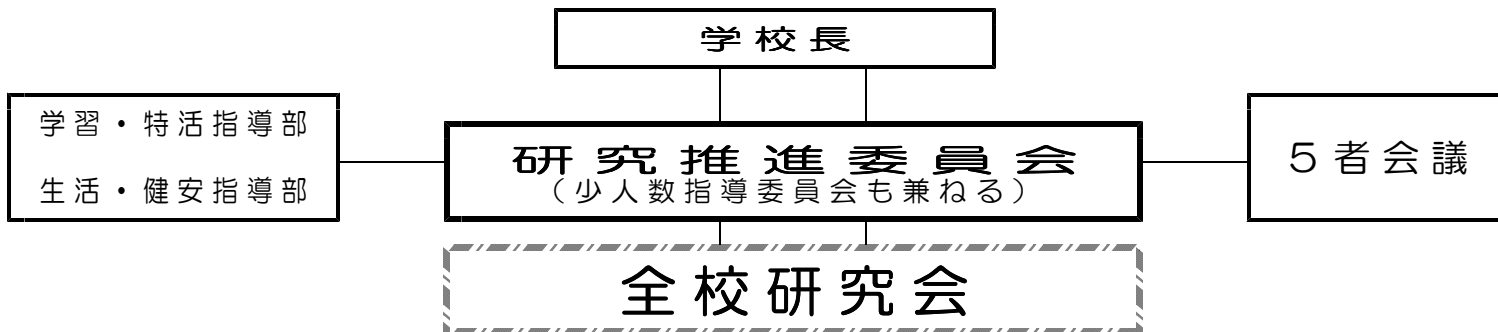 学校長
学習・特活指導部
生活・健安指導部
研究推進委員会
（少人数指導委員会も兼ねる）
５者会議
全校研究会